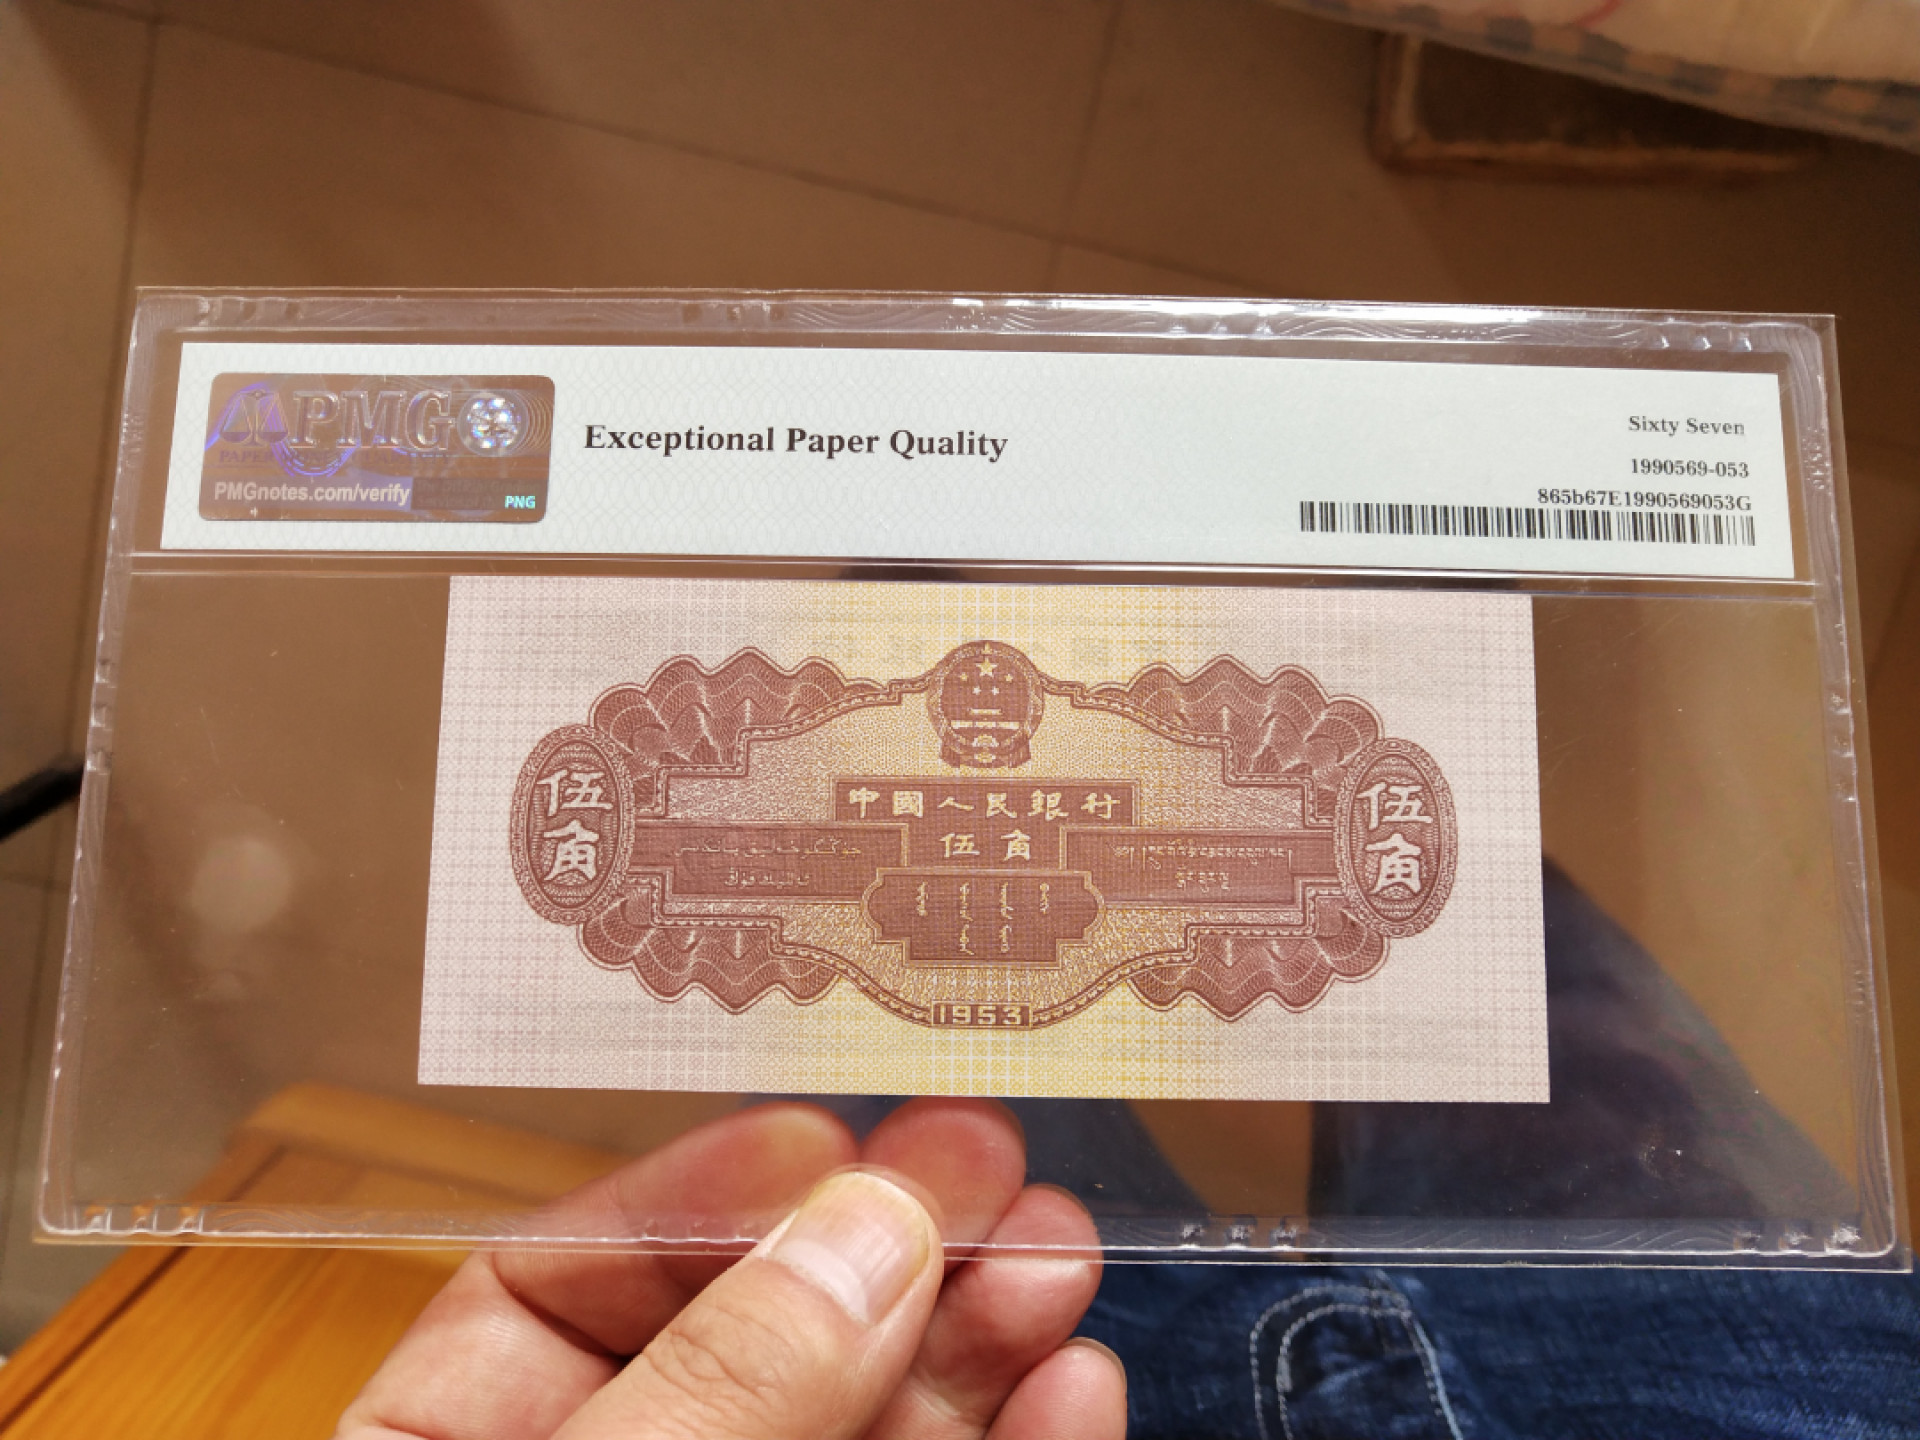 PMG
PMGnotes.com/verify
PNG
Exceptional Paper Quality
Sixty Seven
1990569-053
865b67E1990569053G
中國人民銀行
伍角
伍角
伍角
1953